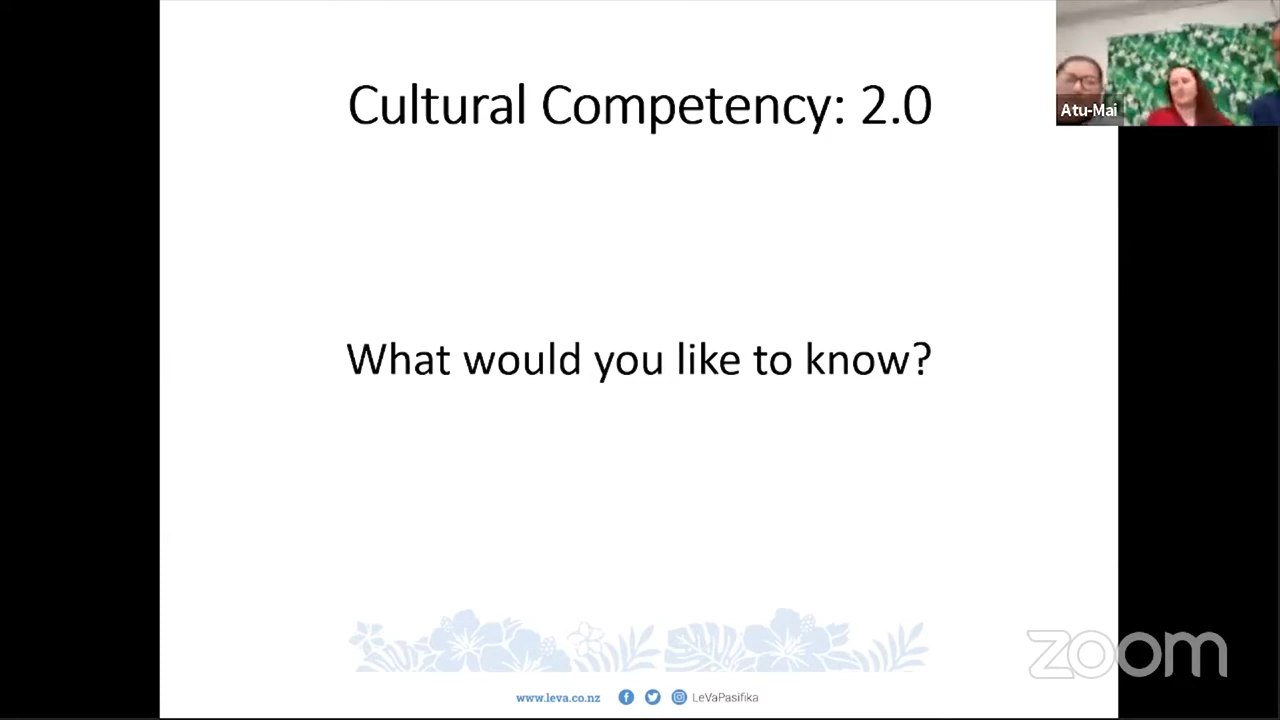 Cultural Competency: 2.0
Atu-Mai
What would you like to know?
zoom
www.leva.co.nz LeVaPasifika